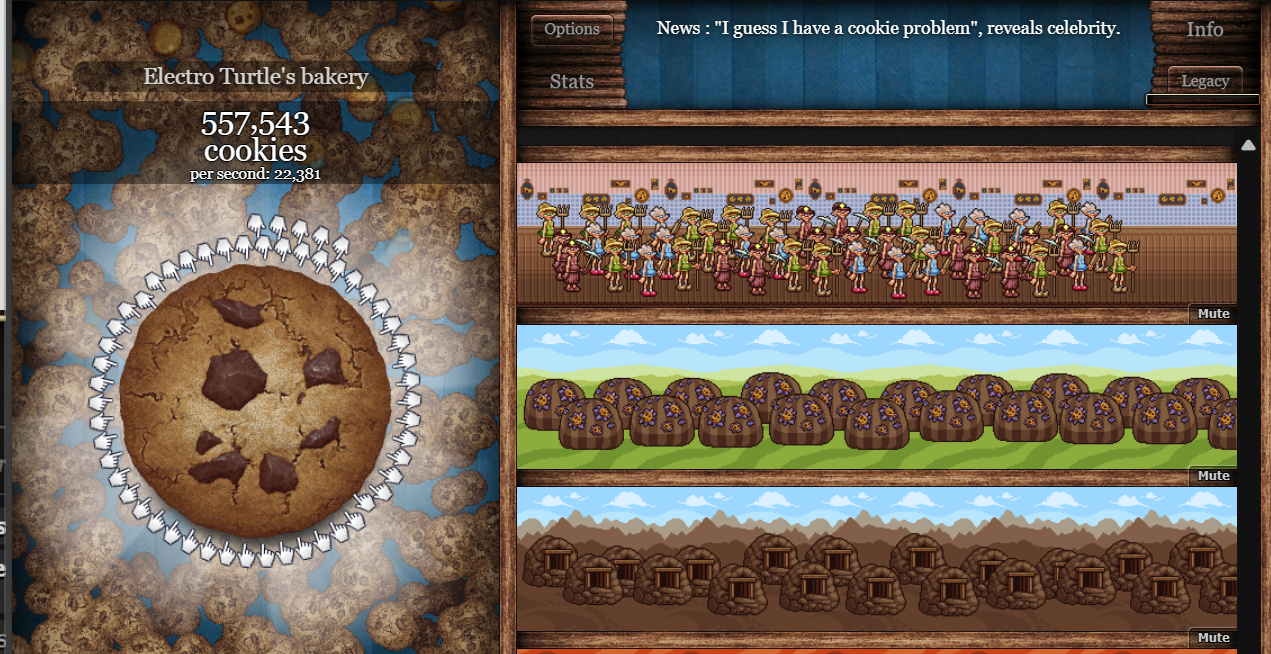 Options
News : "I guess I have a cookie problem", reveals celebrity.
Info
Stats
Legacy
Electro Turtle's bakery
557,543
cookies
per second: 22,381
Mute
Mute
Mute